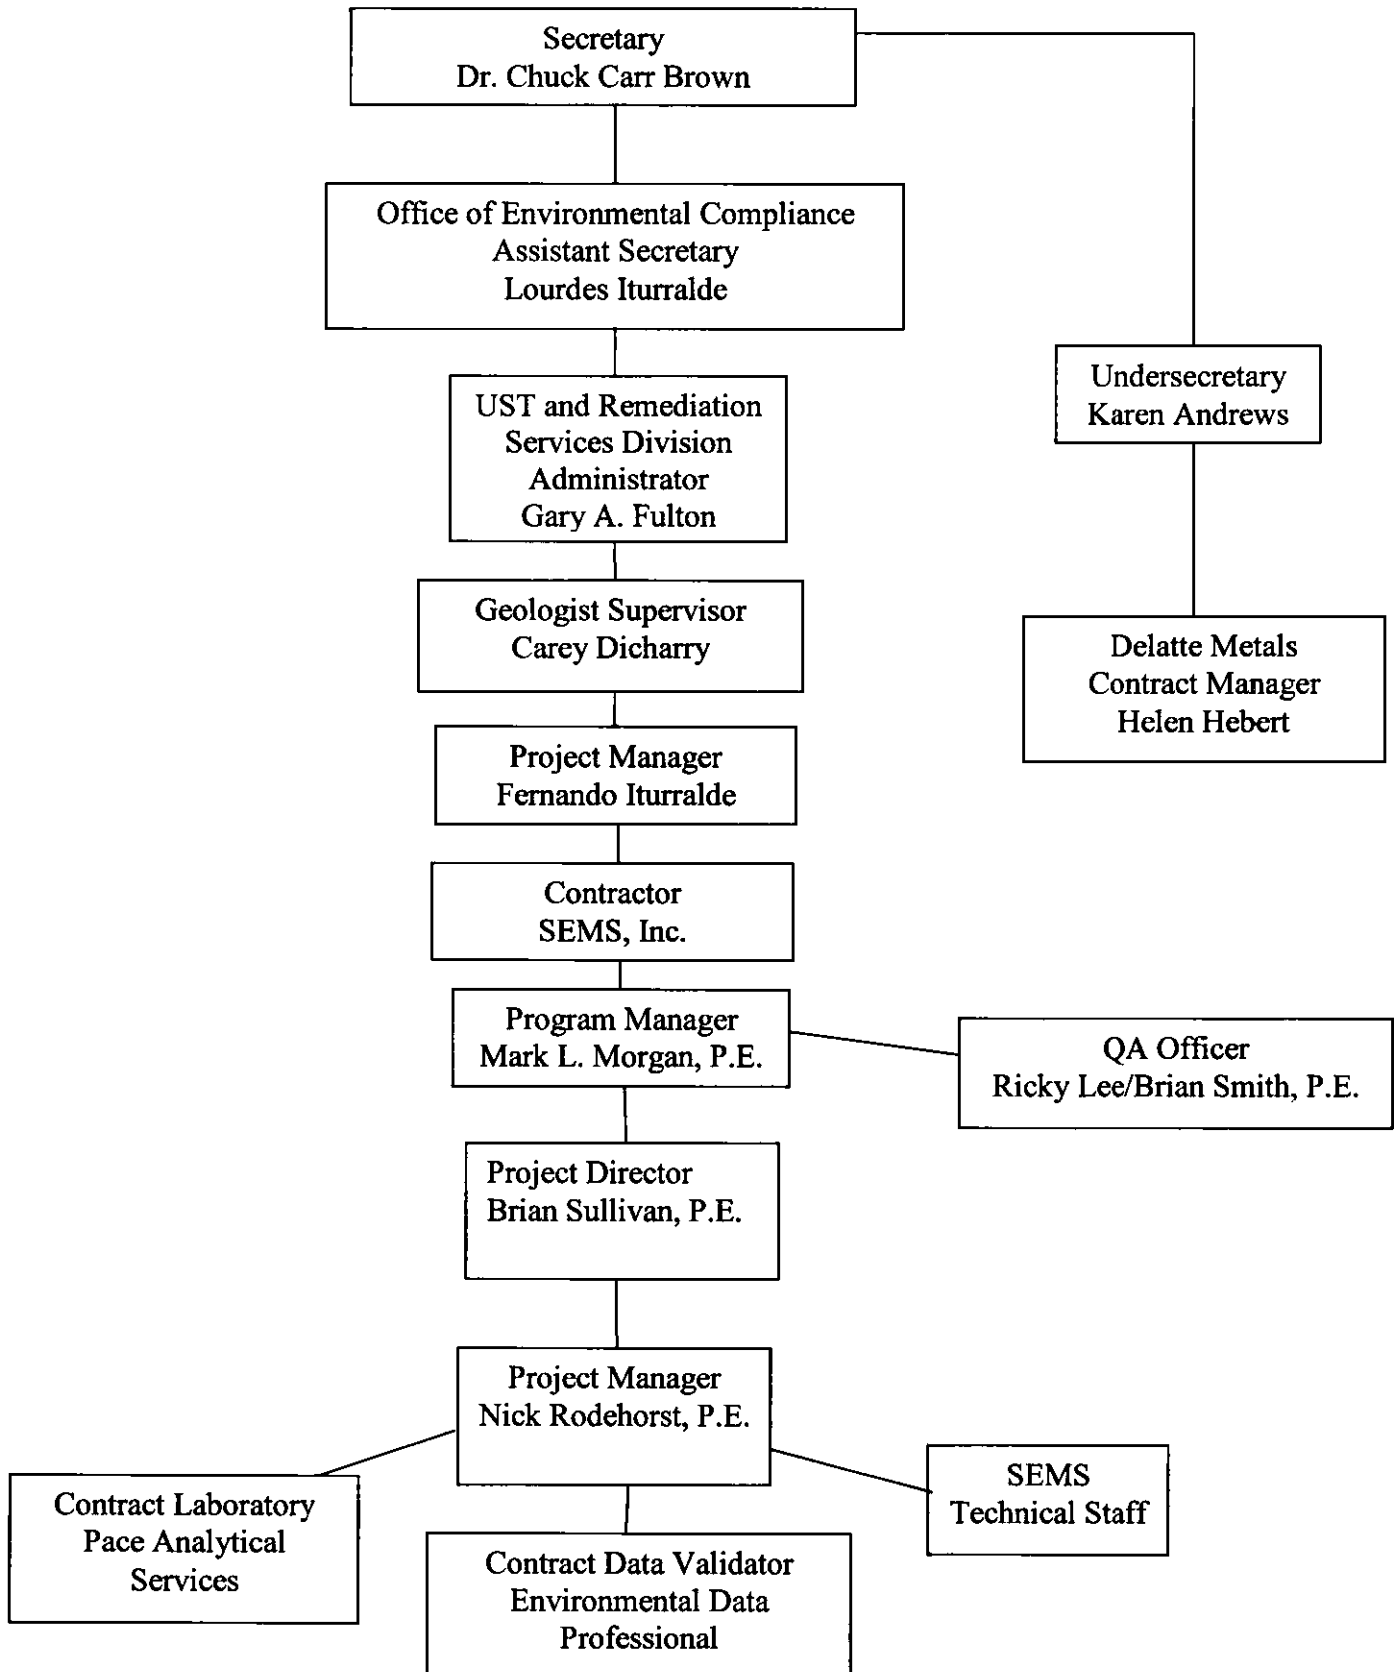 Secretary
Dr. Chuck Carr Brown
Office of Environmental Compliance
Assistant Secretary
Lourdes Iturralde
UST and Remediation
Services Division
Administrator
Gary A. Fulton
Undersecretary
Karen Andrews
Geologist Supervisor
Carey Dicharry
Delatte Metals
Contract Manager
Helen Hebert
Project Manager
Fernando Iturralde
Contractor
SEMS, Inc.
Program Manager
Mark L. Morgan, P.E.
QA Officer
Ricky Lee/Brian Smith, P.E.
Project Director
Brian Sullivan, P.E.
Project Manager
Nick Rodehorst, P.E.
Contract Laboratory
Pace Analytical
Services
SEMS
Technical Staff
Contract Data Validator
Environmental Data
Professional